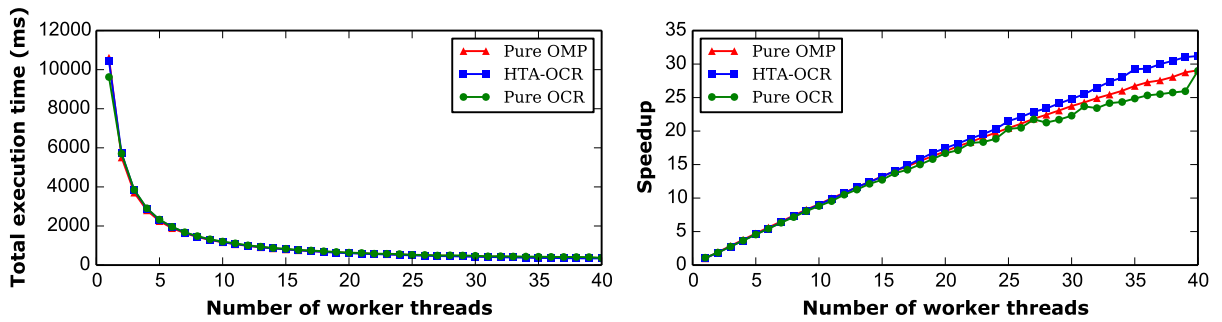 Total execution time (ms)
12000
10000
8000
6000
4000
2000
0
0 5 10 15 20 25 30 35 40
Number of worker threads
Pure OMP
HTA-OCR
Pure OCR
Speedup
35
30
25
20
15
10
5
0
0 5 10 15 20 25 30 35 40
Number of worker threads
Pure OMP
HTA-OCR
Pure OCR